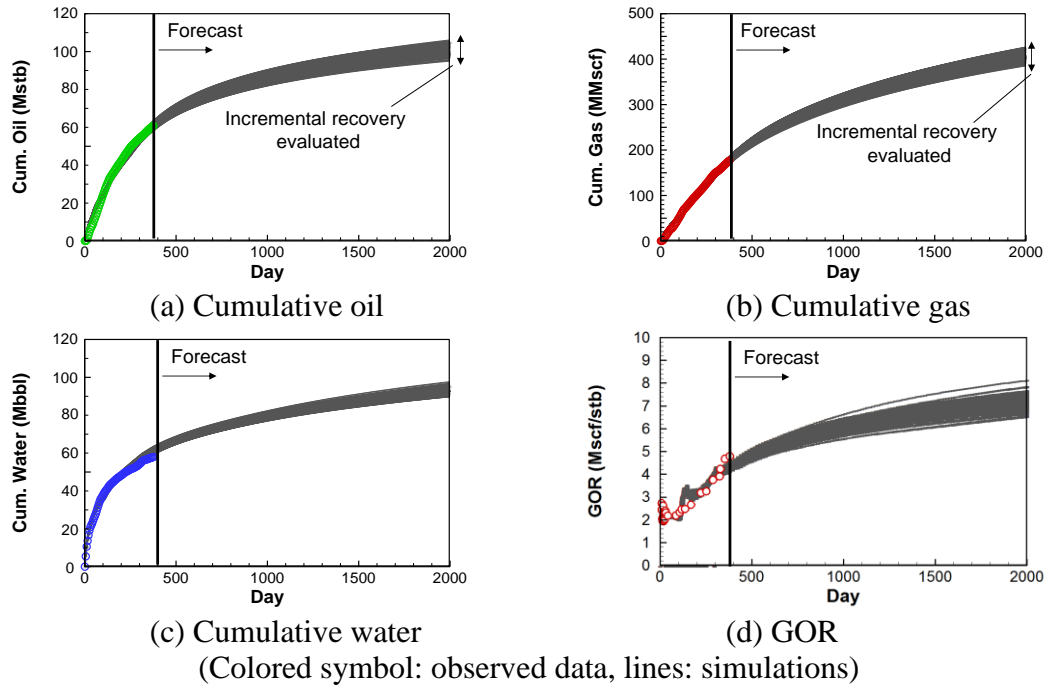 Cum. Oil (Mstb)
120
100
80
60
40
20
0
Forecast
Incremental recovery
evaluated
0
500
1000
1500
2000
Day
(a) Cumulative oil
Cum. Gas (MMscf)
500
400
300
200
100
0
Forecast
Incremental recovery
evaluated
0
500
1000
1500
2000
Day
(b) Cumulative gas
Cum. Water (Mbbl)
120
100
80
60
40
20
0
Forecast
0
500
1000
1500
2000
Day
(c) Cumulative water
GOR (Mscf/stb)
10
9
8
7
6
5
4
3
2
1
0
Forecast
0
500
1000
1500
2000
Day
(d) GOR
(Colored symbol: observed data, lines: simulations)